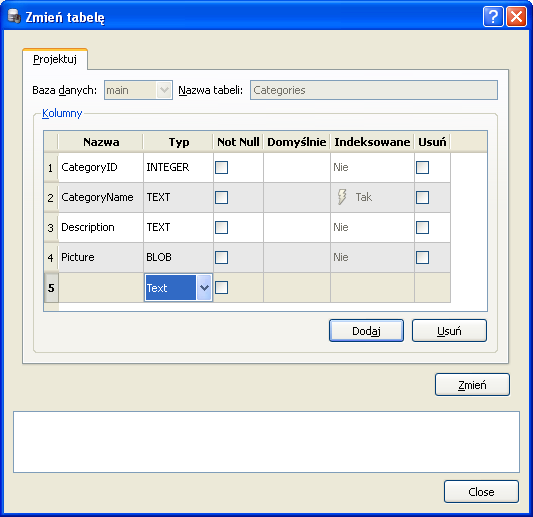 Zmień tabelę
Projektuj
Baza danych: main Nazwa tabeli: Categories
Kolumny
Nazwa Typ Not Null Domyślnie Indeksowane Usuń
1 CategoryID INTEGER Nie
2 CategoryName TEXT Tak
3 Description TEXT Nie
4 Picture BLOB Nie
5 Text
Dodaj Usuń
Zmień
Close